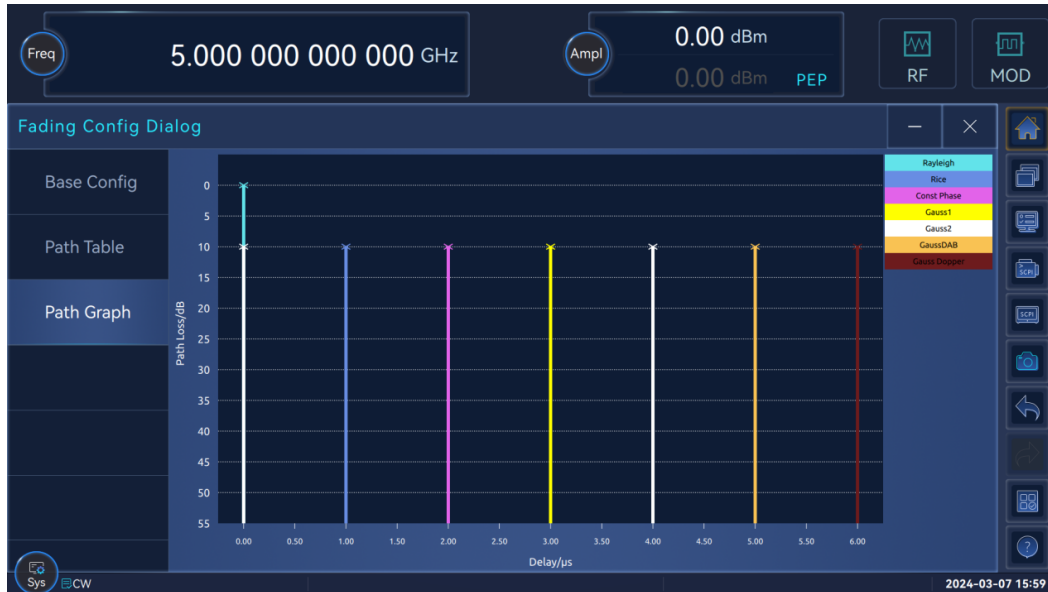 Freq
5.000 000 000 000 GHz
Ampl
0.00 dBm
0.00 dBm PEP
RF
MOD
Fading Config Dialog
Base Config
Path Table
Path Graph
Path Loss/dB
0
5
10
15
20
25
30
35
40
45
50
55
0.00 0.50 1.00 1.50 2.00 2.50 3.00 3.50 4.00 4.50 5.00 5.50 6.00
Delay/µs
Rayleigh
Rice
Const Phase
Gauss1
Gauss2
GaussDAB
Gauss Dopper
SCPI
SCPI
Sys
CW
2024-03-07 15:59